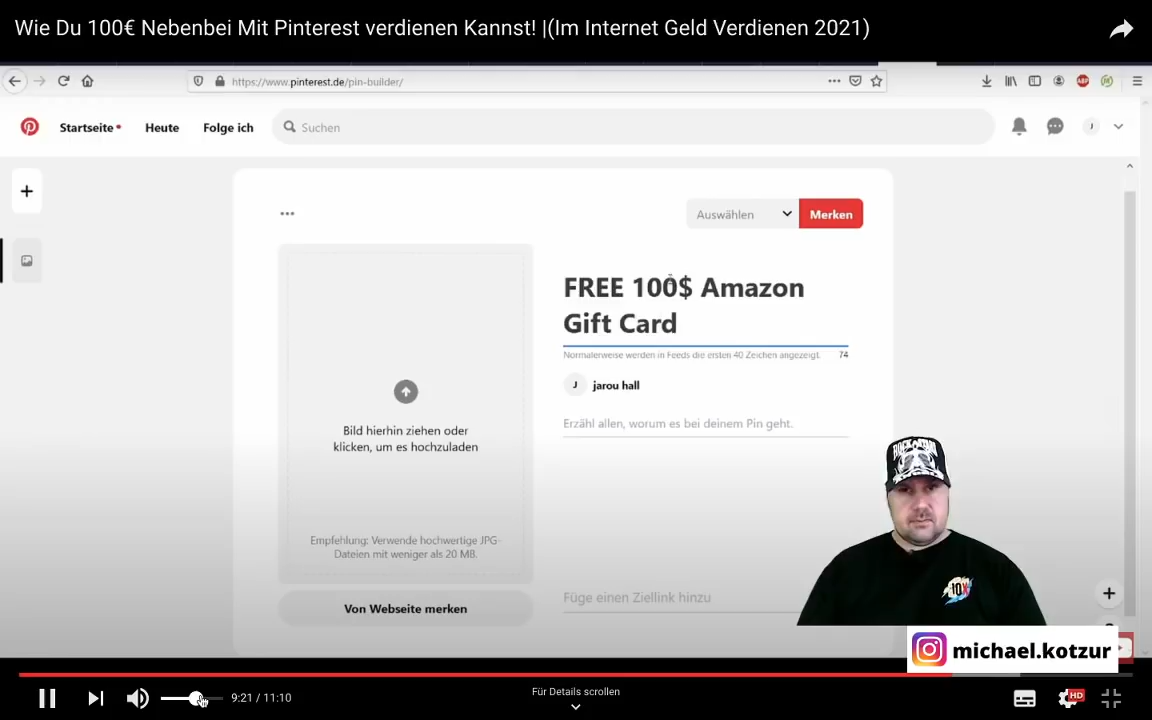 Wie Du 100€ Nebenbei Mit Pinterest verdienen Kannst! |(Im Internet Geld Verdienen 2021)
https://www.pinterest.de/pin-builder/
ABP
Startseite
Heute
Folge ich
Suchen
J
Auswählen
Merken
FREE 100$ Amazon
Gift Card
Normalerweise werden in Feeds die ersten 40 Zeichen angezeigt.
74
J
jarou hall
Erzähl allen, worum es bei deinem Pin geht.
Bild hierhin ziehen oder
klicken, um es hochzuladen
Empfehlung: Verwende hochwertige JPG-
Dateien mit weniger als 20 MB.
Füge einen Ziellink hinzu
Von Webseite merken
10X
michael.kotzur
9:21 / 11:10
Für Details scrollen
HD